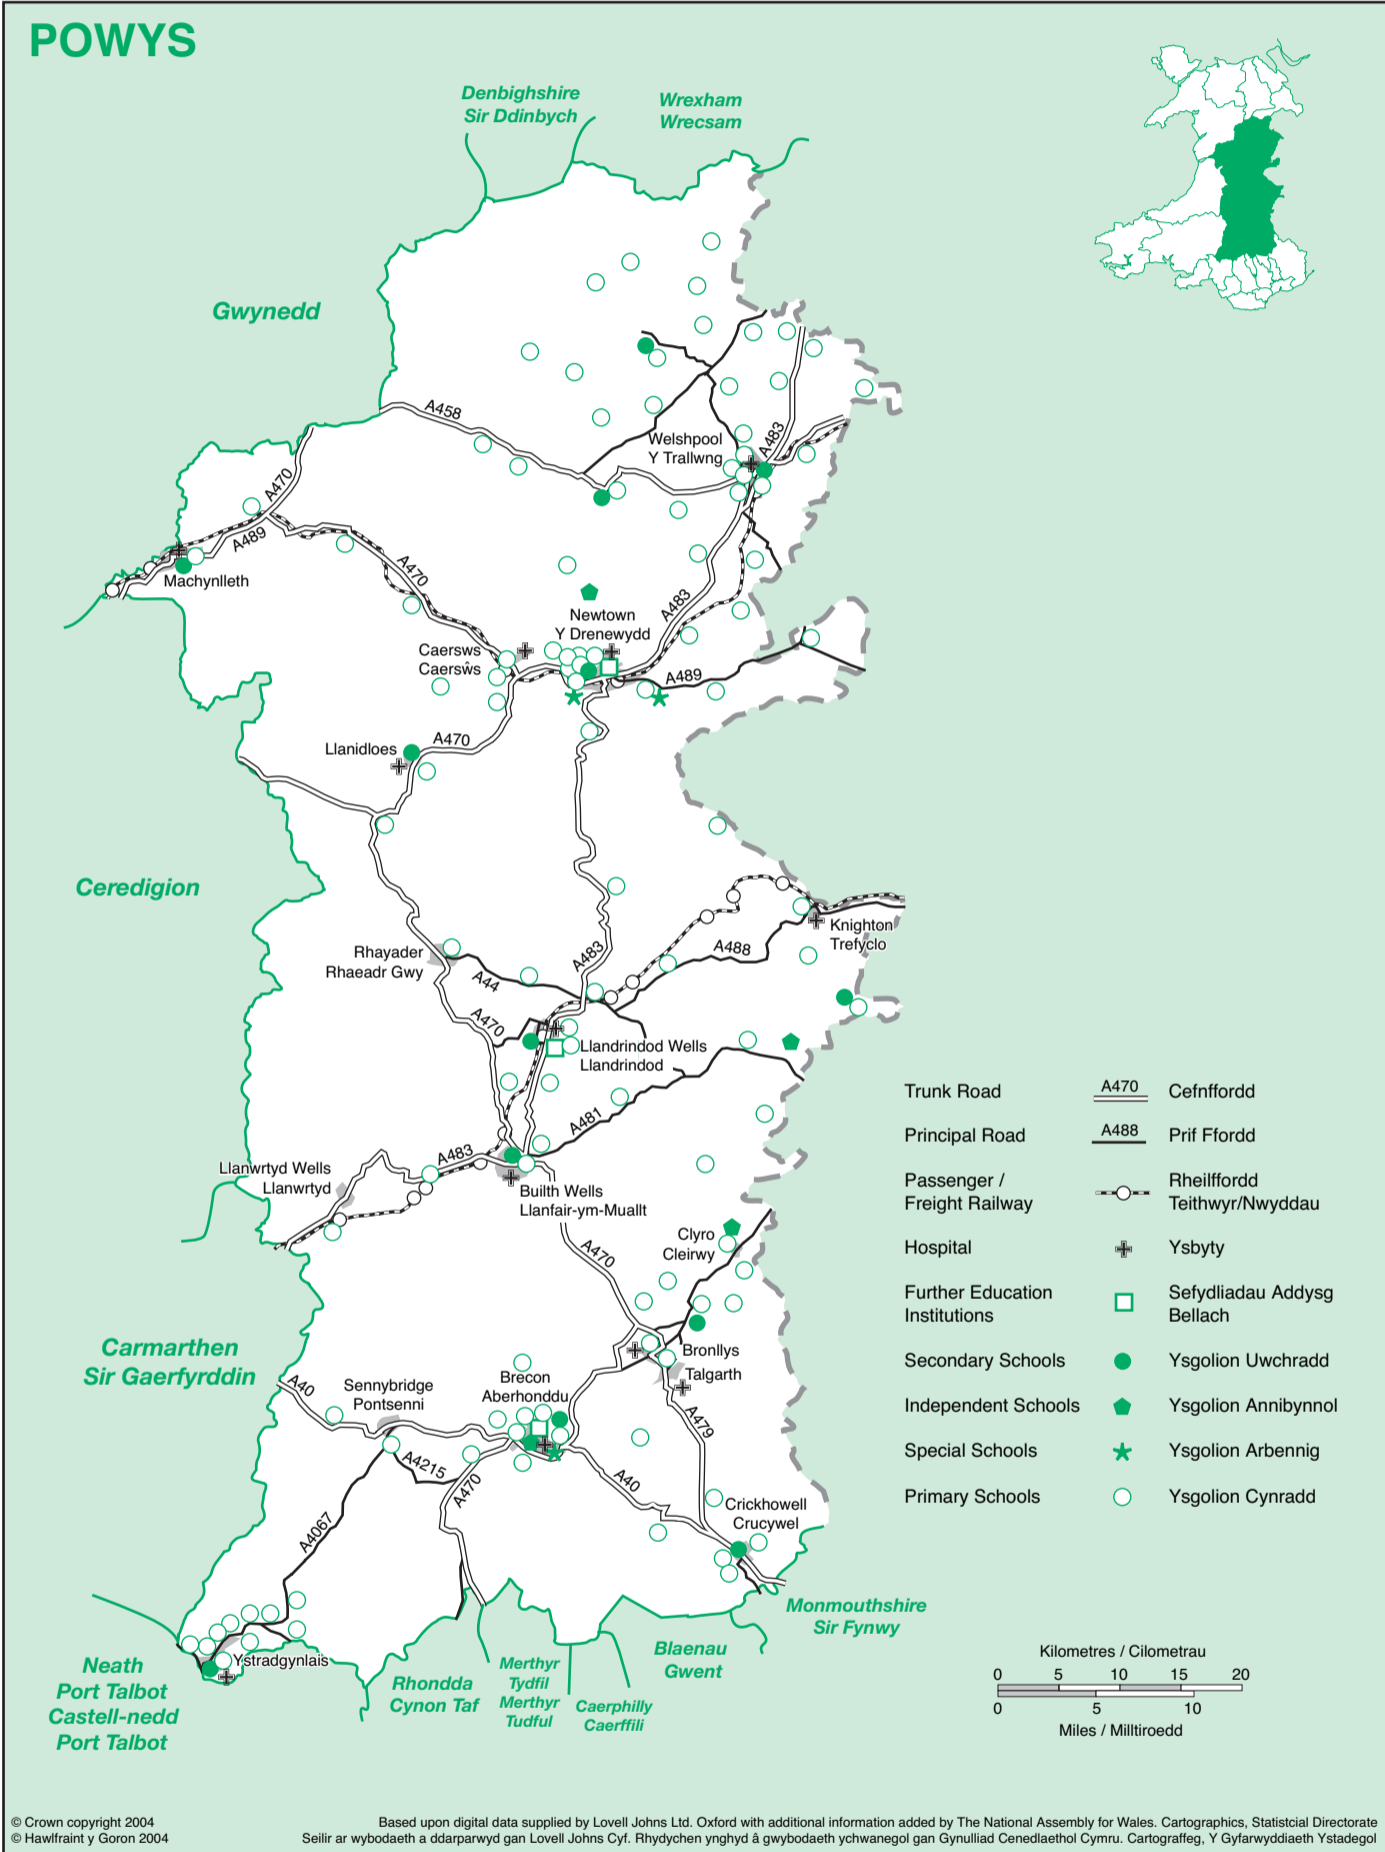 POWYS
Denbighshire
Sir Ddinbych
Wrexham
Wrecsam
Gwynedd
A458
Welshpool
Y Trallwng
A483
A470
A489
Machynlleth
A470
Newtown
Y Drenewydd
A483
Caersws
Caersŵs
A489
Llanidloes
A470
Ceredigion
Knighton
Trefyclo
Rhayader
Rhaeadr Gwy
A44
A483
A488
A470
Llandrindod Wells
Llandrindod
A481
A483
Llanwrtyd Wells
Llanwrtyd
Builth Wells
Llanfair-ym-Muallt
Clyro
Cleirwy
A470
Carmarthen
Sir Gaerfyrddin
Bronllys
Talgarth
A40
Sennybridge
Pontsenni
Brecon
Aberhonddu
A479
A4215
A470
A40
Crickhowell
Crucywel
A4067
Ystradgynlais
Monmouthshire
Sir Fynwy
Blaenau
Gwent
Neath
Port Talbot
Castell-nedd
Port Talbot
Rhondda
Cynon Taf
Merthyr
Tydfil
Merthyr
Tudful
Caerphilly
Caerffili
Trunk Road A470 Cefnffordd
Principal Road A488 Prif Ffordd
Passenger / Rheilffordd
Freight Railway Teithwyr/Nwyddau
Hospital Ysbyty
Further Education Sefydliadau Addysg
Institutions Bellach
Secondary Schools Ysgolion Uwchradd
Independent Schools Ysgolion Annibynnol
Special Schools Ysgolion Arbennig
Primary Schools Ysgolion Cynradd
Kilometres / Cilometrau
0 5 10 15 20
0 5 10
Miles / Milltiroedd
© Crown copyright 2004
© Hawlfraint y Goron 2004
Based upon digital data supplied by Lovell Johns Ltd. Oxford with additional information added by The National Assembly for Wales. Cartographics, Statistcial Directorate
Seilir ar wybodaeth a ddarparwyd gan Lovell Johns Cyf. Rhydychen ynghyd â gwybodaeth ychwanegol gan Gynulliad Cenedlaethol Cymru. Cartograffeg, Y Gyfarwyddiaeth Ystadegol